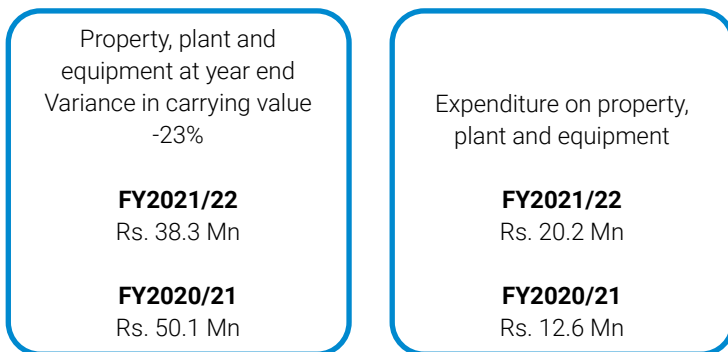 Property, plant and
equipment at year end
Variance in carrying value
-23%
FY2021/22
Rs. 38.3 Mn
FY2020/21
Rs. 50.1 Mn
Expenditure on property,
plant and equipment
FY2021/22
Rs. 20.2 Mn
FY2020/21
Rs. 12.6 Mn